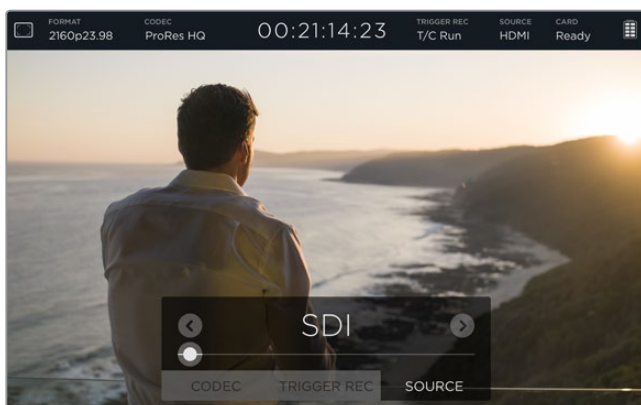 FORMAT
2160p23.98
CODEC
ProRes HQ
00:21:14:23
TRIGGER REC
T/C Run
SOURCE
HDMI
CARD
Ready
SDI
CODEC
TRIGGER REC
SOURCE